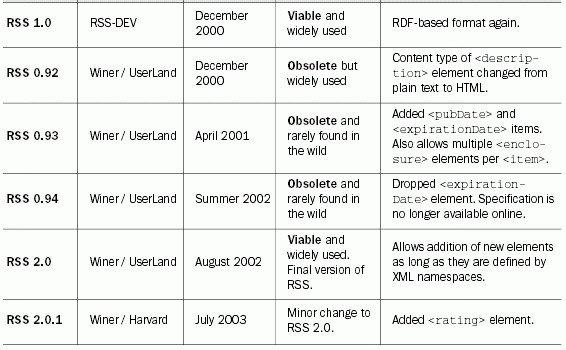 RSS 1.0 RSS-DEV December 2000 Viable and widely used RDF-based format again.
RSS 0.92 Winer / UserLand December 2000 Obsolete but widely used Content type of <descrip-
tion> element changed from
plain text to HTML.
RSS 0.93 Winer / UserLand April 2001 Obsolete and rarely found in the wild Added <pubDate> and
<expirationDate> items.
Also allows multiple <enclo-
sure> elements per <item>.
RSS 0.94 Winer / UserLand Summer 2002 Obsolete and rarely found in the wild Dropped <expiration-
Date> element. Specification
is no longer available online.
RSS 2.0 Winer / UserLand August 2002 Viable and widely used. Final version of RSS. Allows addition of new elements
as long as they are defined by
XML namespaces.
RSS 2.0.1 Winer / Harvard July 2003 Minor change to RSS 2.0. Added <rating> element.